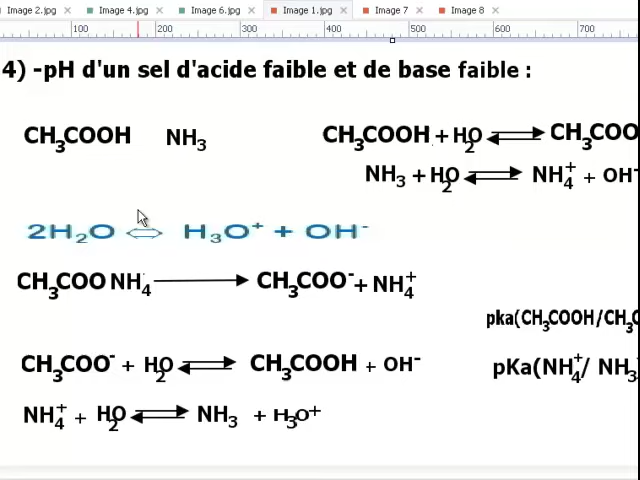 Image 2.jpg Image 4.jpg Image 6.jpg Image 1.jpg Image 7 Image 8
100 200 300 400 500 600 700
4) -pH d'un sel d'acide faible et de base faible :
CH₃COOH NH₃ CH₃COOH + H₂O ⇌ CH₃COO
NH₃ + H₂O ⇌ NH₄⁺ + OH⁻
2H₂O ⇔ H₃O⁺ + OH⁻
CH₃COO NH₄ → CH₃COO⁻ + NH₄⁺
pka(CH₃COOH/CH₃C
CH₃COO⁻ + H₂O ⇌ CH₃COOH + OH⁻
pKa(NH₄⁺/ NH₃
NH₄⁺ + H₂O ⇌ NH₃ + H₃O⁺